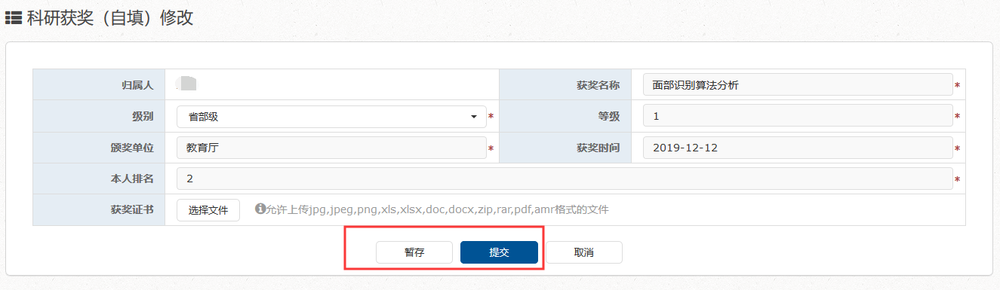 科研获奖（自填）修改
归属人
获奖名称 面部识别算法分析 *
级别 省部级 * 等级 1 *
颁奖单位 教育厅 * 获奖时间 2019-12-12 *
本人排名 2 *
获奖证书 选择文件 允许上传jpg,jpeg,png,xls,xlsx,doc,docx,zip,rar,pdf,amr格式的文件
暂存 提交 取消